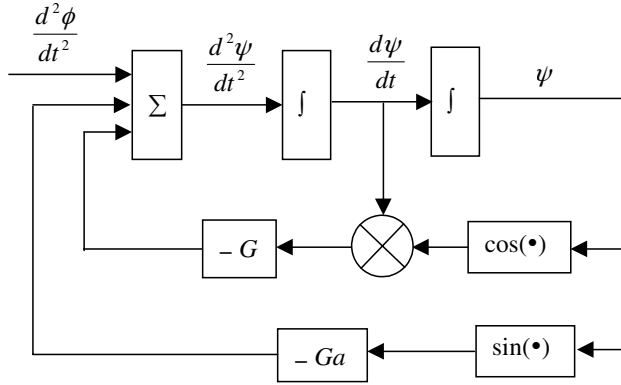 d²ϕ/dt²
Σ
d²ψ/dt²
∫
dψ/dt
∫
ψ
– G
cos(•)
– Ga
sin(•)